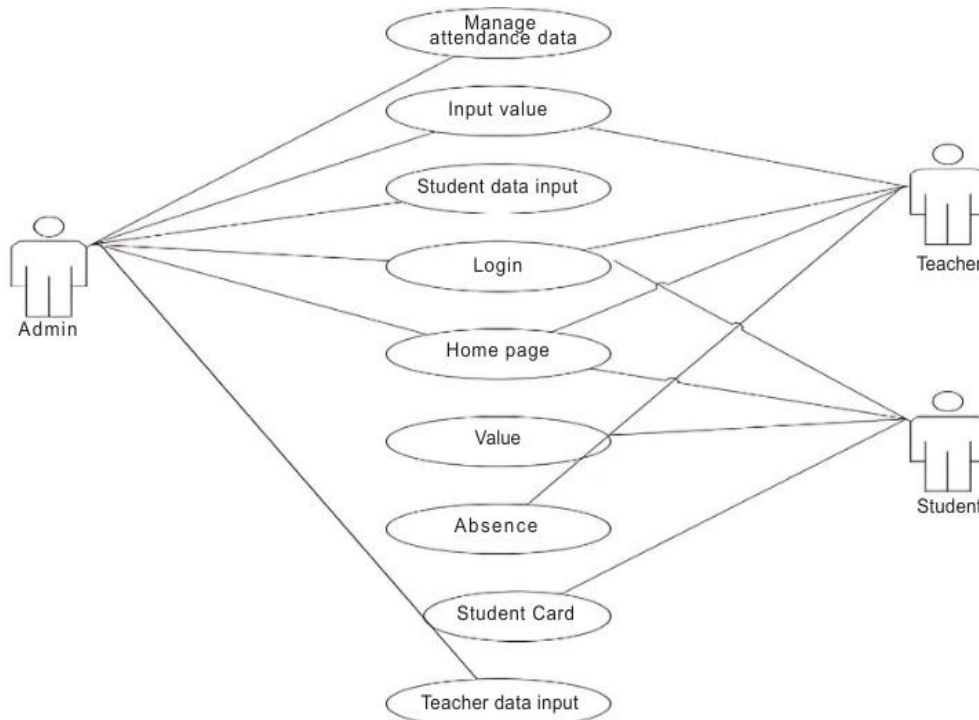 Manage
attendance data
Input value
Student data input
Login
Teacher
Admin
Home page
Value
Student
Absence
Student Card
Teacher data input